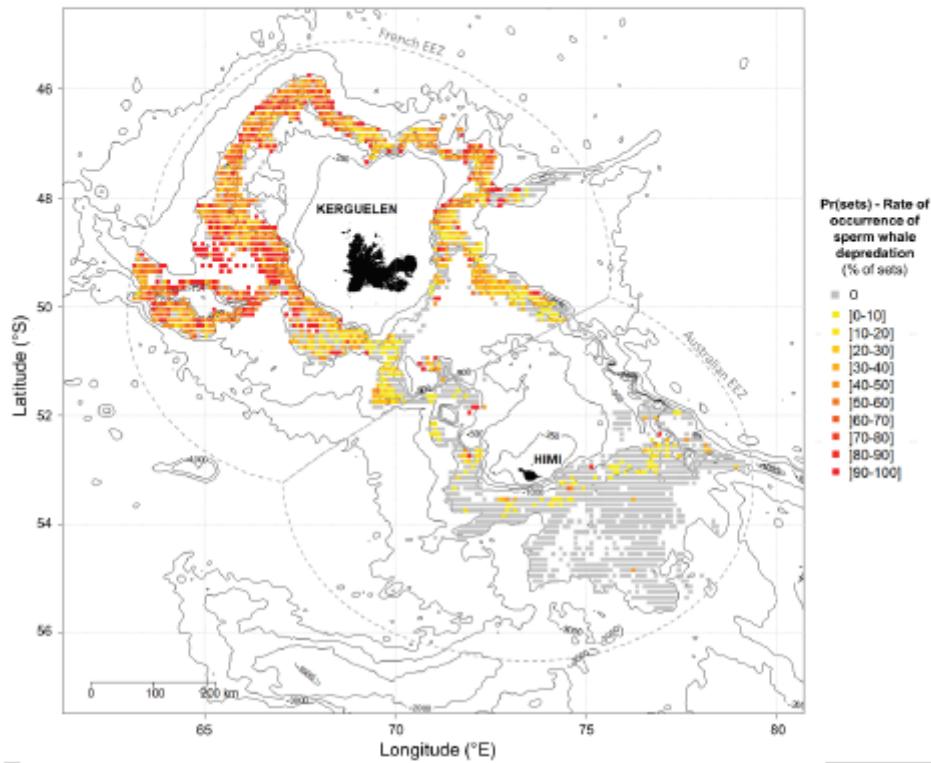 French EEZ
46
48
50
52
54
56
Latitude (°S)
KERGUELEN
Australian EEZ
HIMI
0 100 200 km
65 70 75 80
Longitude (°E)
Pr(sets) - Rate of
occurrence of
sperm whale
depredation
(% of sets)
0
]0-10]
]10-20]
]20-30]
]30-40]
]40-50]
]50-60]
]60-70]
]70-80]
]80-90]
]90-100]